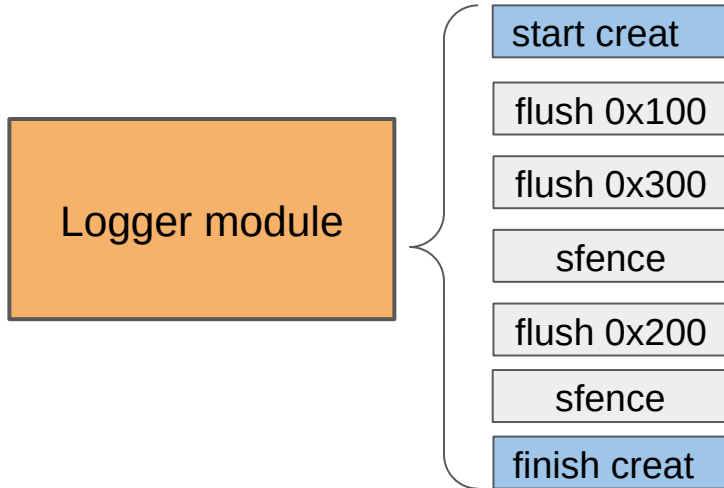 Logger module
start creat
flush 0x100
flush 0x300
sfence
flush 0x200
sfence
finish creat